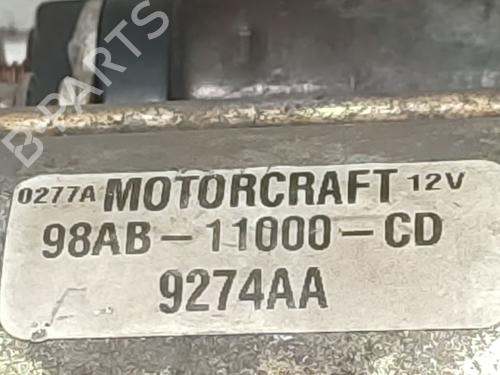 B-PARTS
0277A MOTORCRAFT 12V
98AB-11000-CD
9274AA